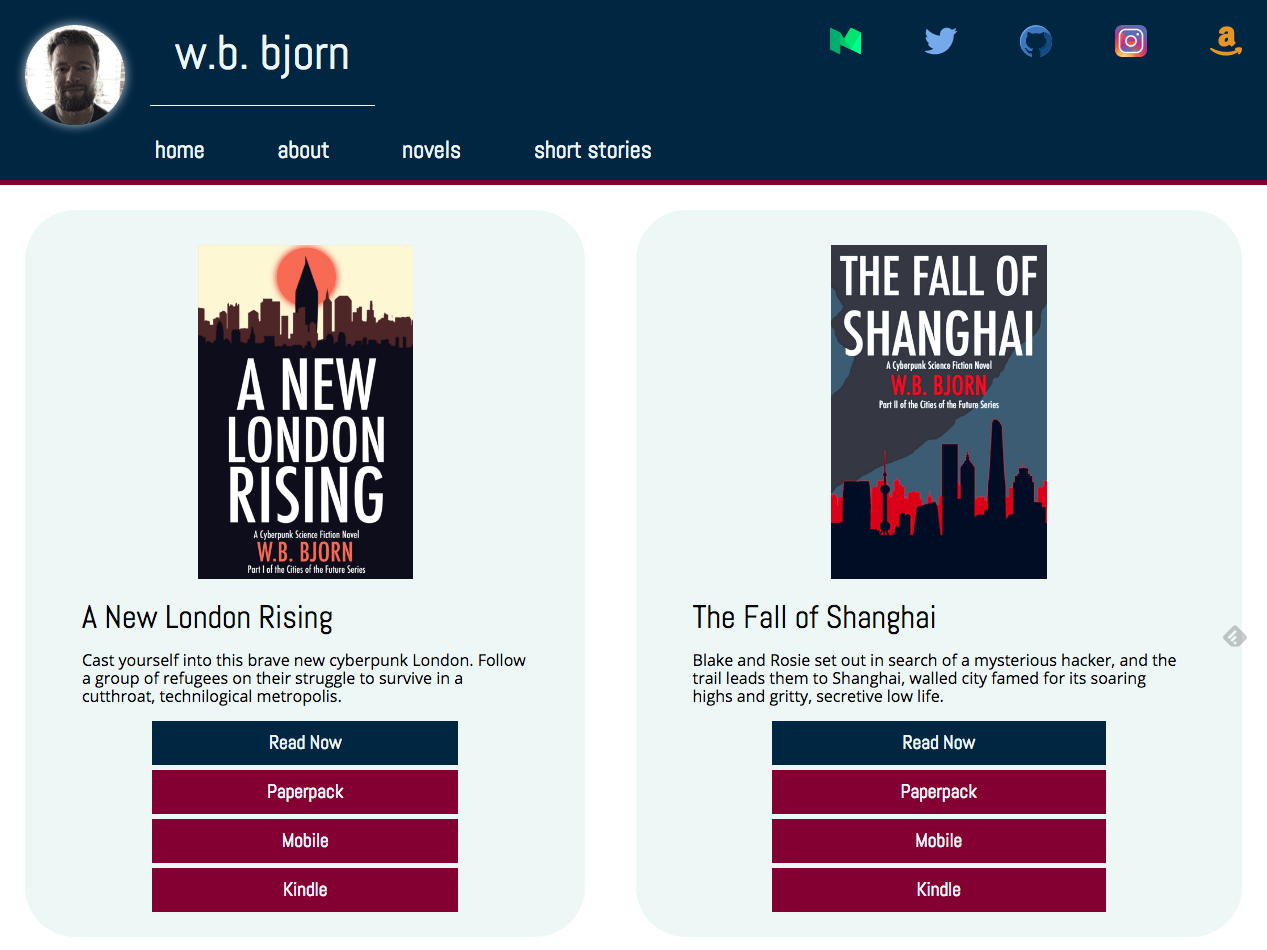 w.b. bjorn
home about novels short stories
A NEW
LONDON
RISING
A Cyberpunk Science Fiction Novel
W.B. BJORN
Part I of the Cities of the Future Series
A New London Rising
Cast yourself into this brave new cyberpunk London. Follow
a group of refugees on their struggle to survive in a
cutthroat, technilogical metropolis.
Read Now
Paperpack
Mobile
Kindle
THE FALL OF
SHANGHAI
A Cyberpunk Science Fiction Novel
W.B. BJORN
Part II of the Cities of the Future Series
The Fall of Shanghai
Blake and Rosie set out in search of a mysterious hacker, and the
trail leads them to Shanghai, walled city famed for its soaring
highs and gritty, secretive low life.
Read Now
Paperpack
Mobile
Kindle